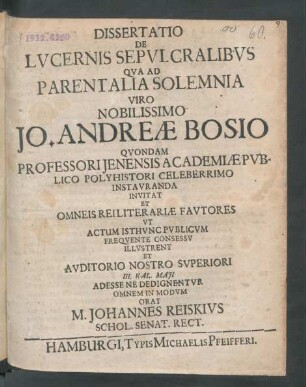 DISSERTATIO
DE
LVCERNIS SEPVLCRALIBVS
QVA AD
PARENTALIA SOLEMNIA
VIRO
NOBILISSIMO
JO. ANDREÆ BOSIO
QVONDAM
PROFESSORI JENENSIS ACADEMIÆ PVB-
LICO POLYHISTORI CELEBERRIMO
INSTAVRANDA
INVITAT
ET
OMNEIS REI LITERARIÆ FAVTORES
VT
ACTUM ISTHVNC PVBLICVM
FREQVENTE CONSESSV
ILLVSTRENT
ET
AVDITORIO NOSTRO SVPERIORI
III. KAL. MAJI
ADESSE NE DEDIGNENTVR
OMNEM IN MODVM
ORAT
M. JOHANNES REISKIVS
SCHOL. SENAT. RECT.
HAMBURGI, TYPIS MICHAELIS PFEIFFERI.